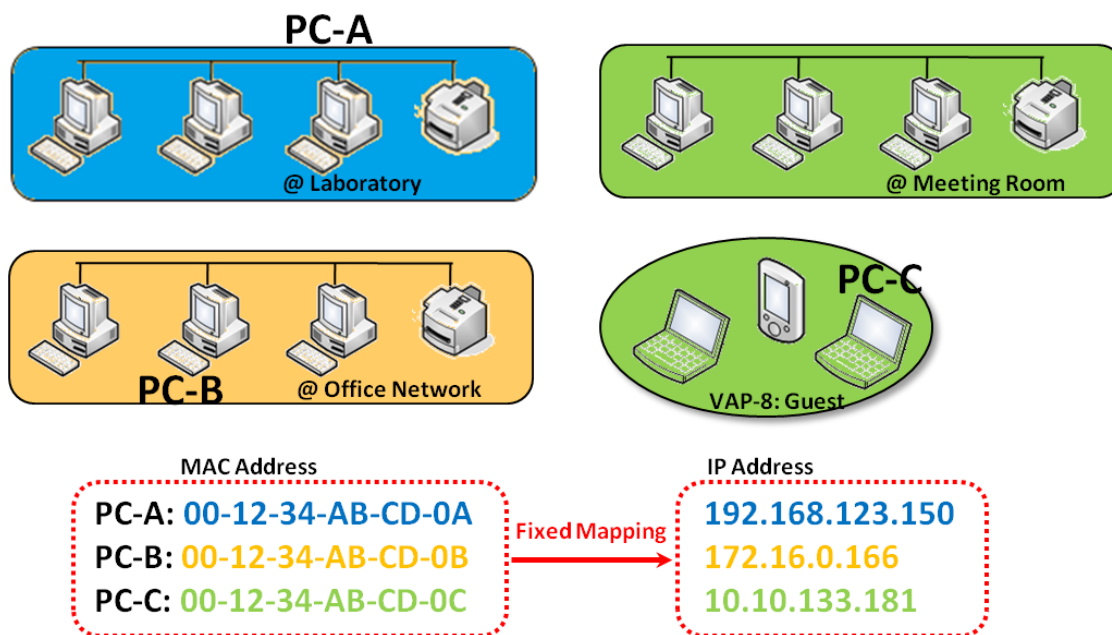 PC-A
@ Laboratory
@ Meeting Room
PC-B
@ Office Network
PC-C
VAP-8: Guest
MAC Address
PC-A: 00-12-34-AB-CD-0A
PC-B: 00-12-34-AB-CD-0B
PC-C: 00-12-34-AB-CD-0C
Fixed Mapping
IP Address
192.168.123.150
172.16.0.166
10.10.133.181